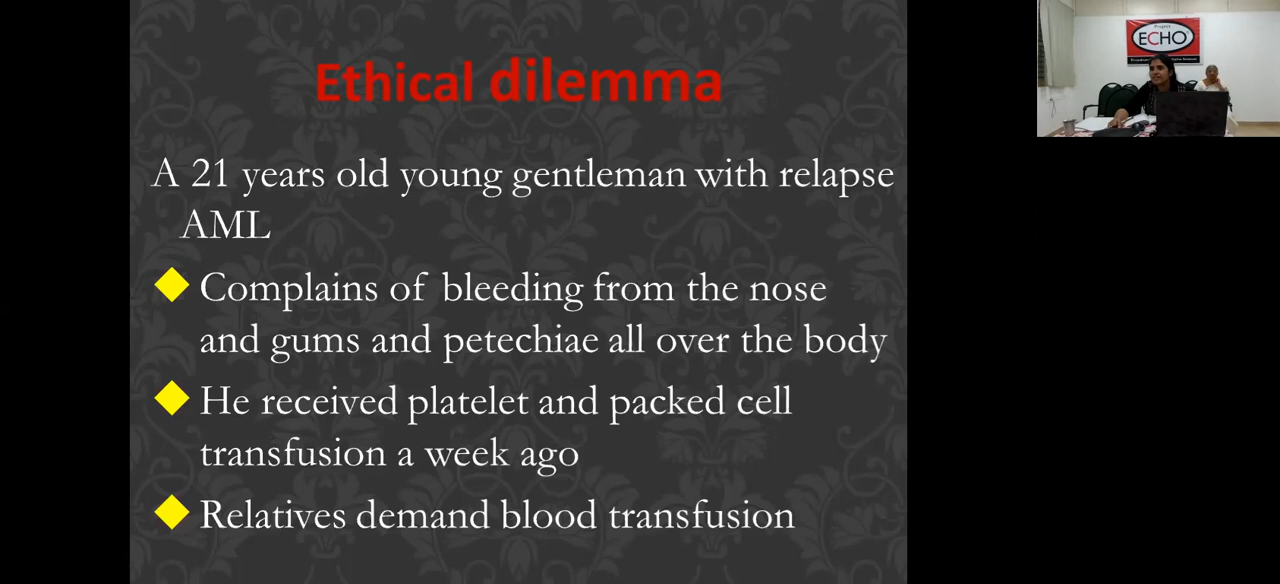 Ethical dilemma
A 21 years old young gentleman with relapse
AML
Complains of bleeding from the nose
and gums and petechiae all over the body
He received platelet and packed cell
transfusion a week ago
Relatives demand blood transfusion
Project
ECHO